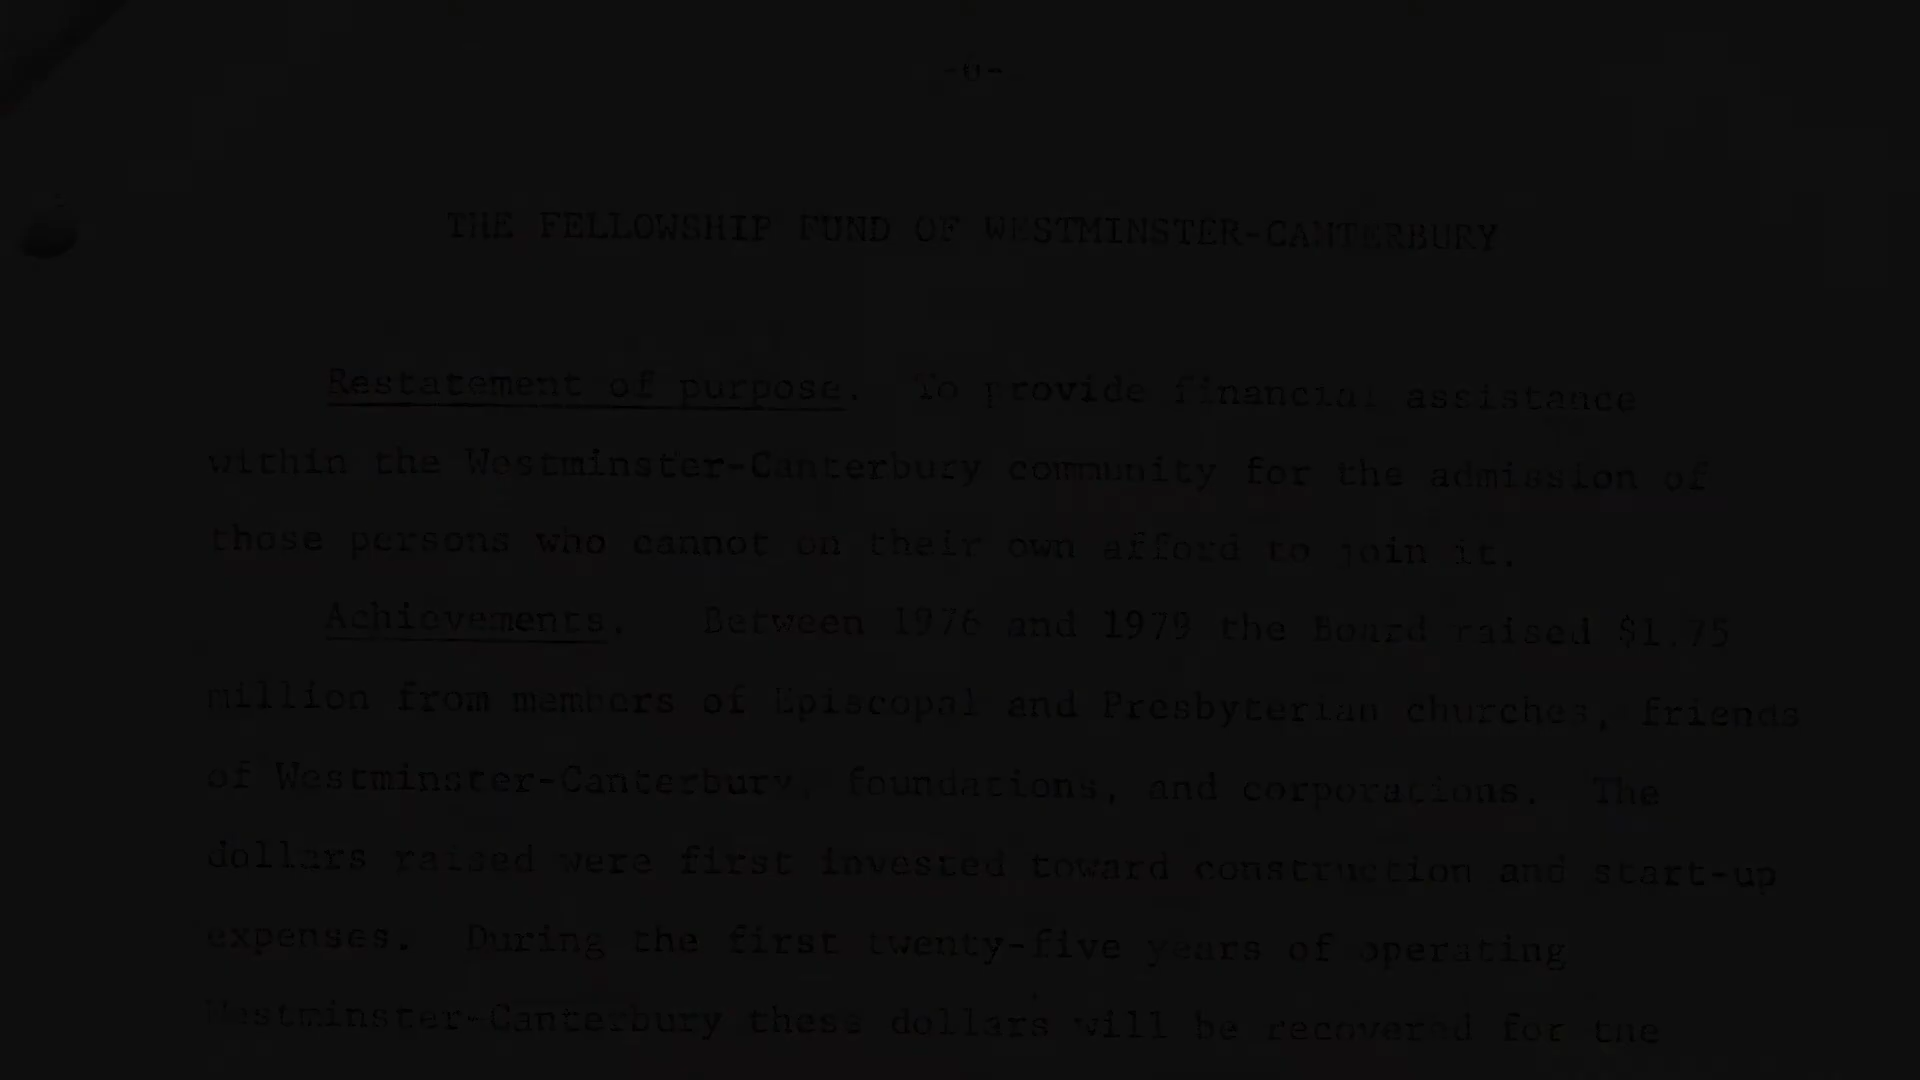 THE FELLOWSHIP FUND OF WESTMINSTER-CANTERBURY
Restatement of purpose. To provide financial assistance
within the Westminster-Canterbury community for the admission of
those persons who cannot on their own afford to join it.
Achievements. Between 1976 and 1979 the Board raised $1.75
million from members of Episcopal and Presbyterian churches, friends
of Westminster-Canterbury, foundations, and corporations. The
dollars raised were first invested toward construction and start-up
expenses. During the first twenty-five years of operating
Westminster-Canterbury these dollars will be recovered for the